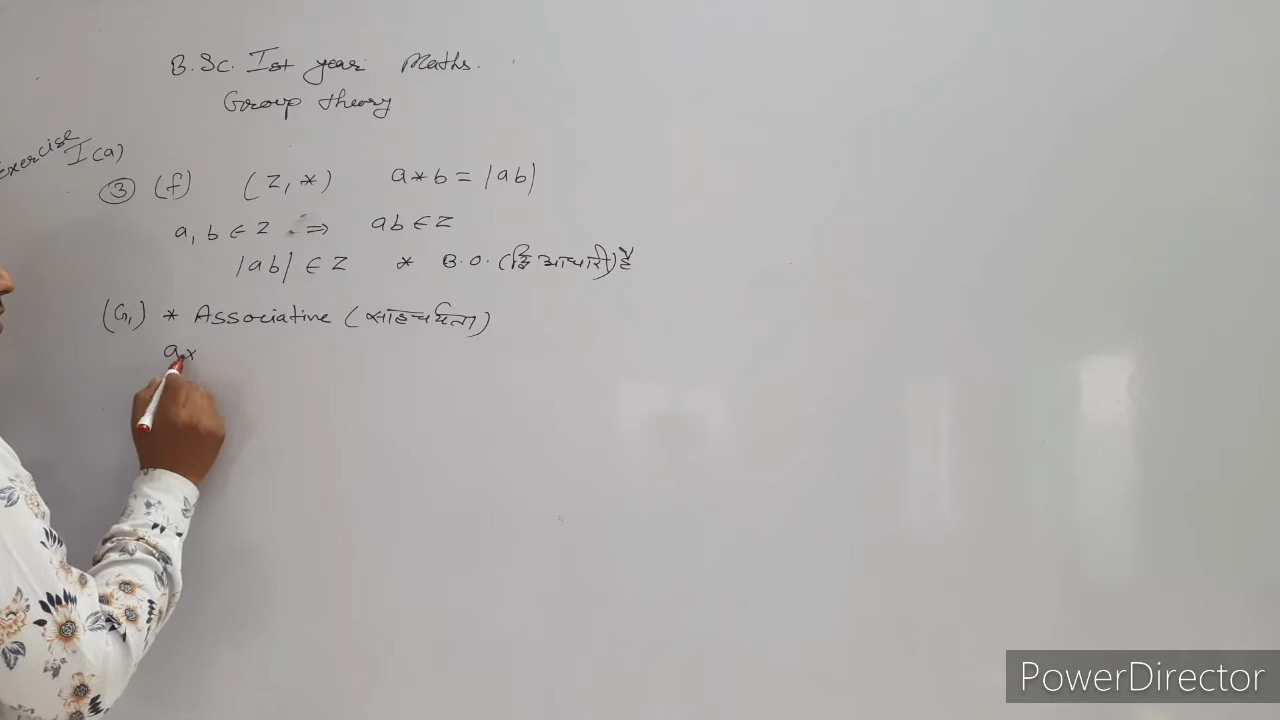 B.Sc. Ist year Maths.
Group theory
Exercise I (a)
③ (f) (Z, *) a * b = |ab|
a, b ∈ Z ⇒ ab ∈ Z
|ab| ∈ Z * B.O. (द्वि आधारी) है
(G₁) * Associative (साहचर्यता)
a *
PowerDirector